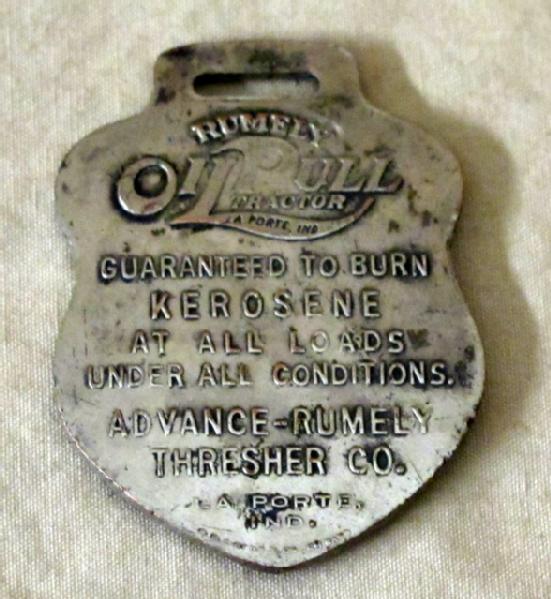 RUMELY
OILPULL
TRACTOR
LA PORTE, IND
GUARANTEED TO BURN
KEROSENE
AT ALL LOADS
UNDER ALL CONDITIONS.
ADVANCE-RUMELY
THRESHER CO.
LA PORTE,
IND.